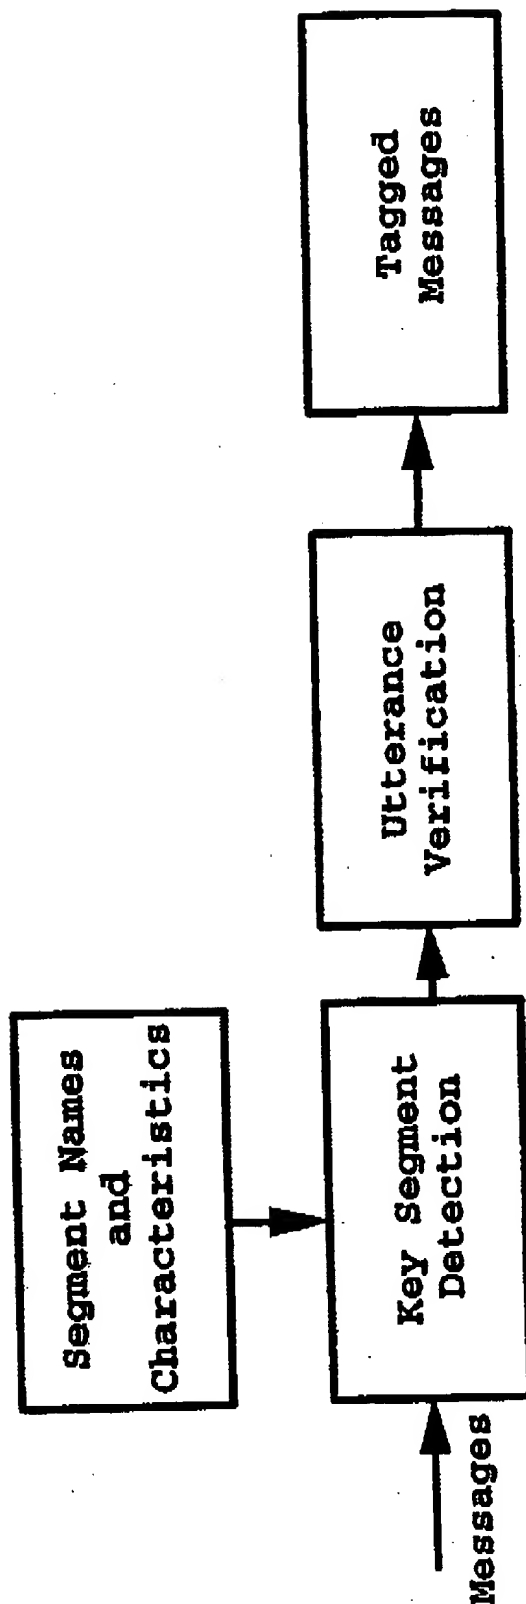 Segment Names
and
Characteristics
Messages
Key Segment
Detection
Utterance
Verification
Tagged
Messages